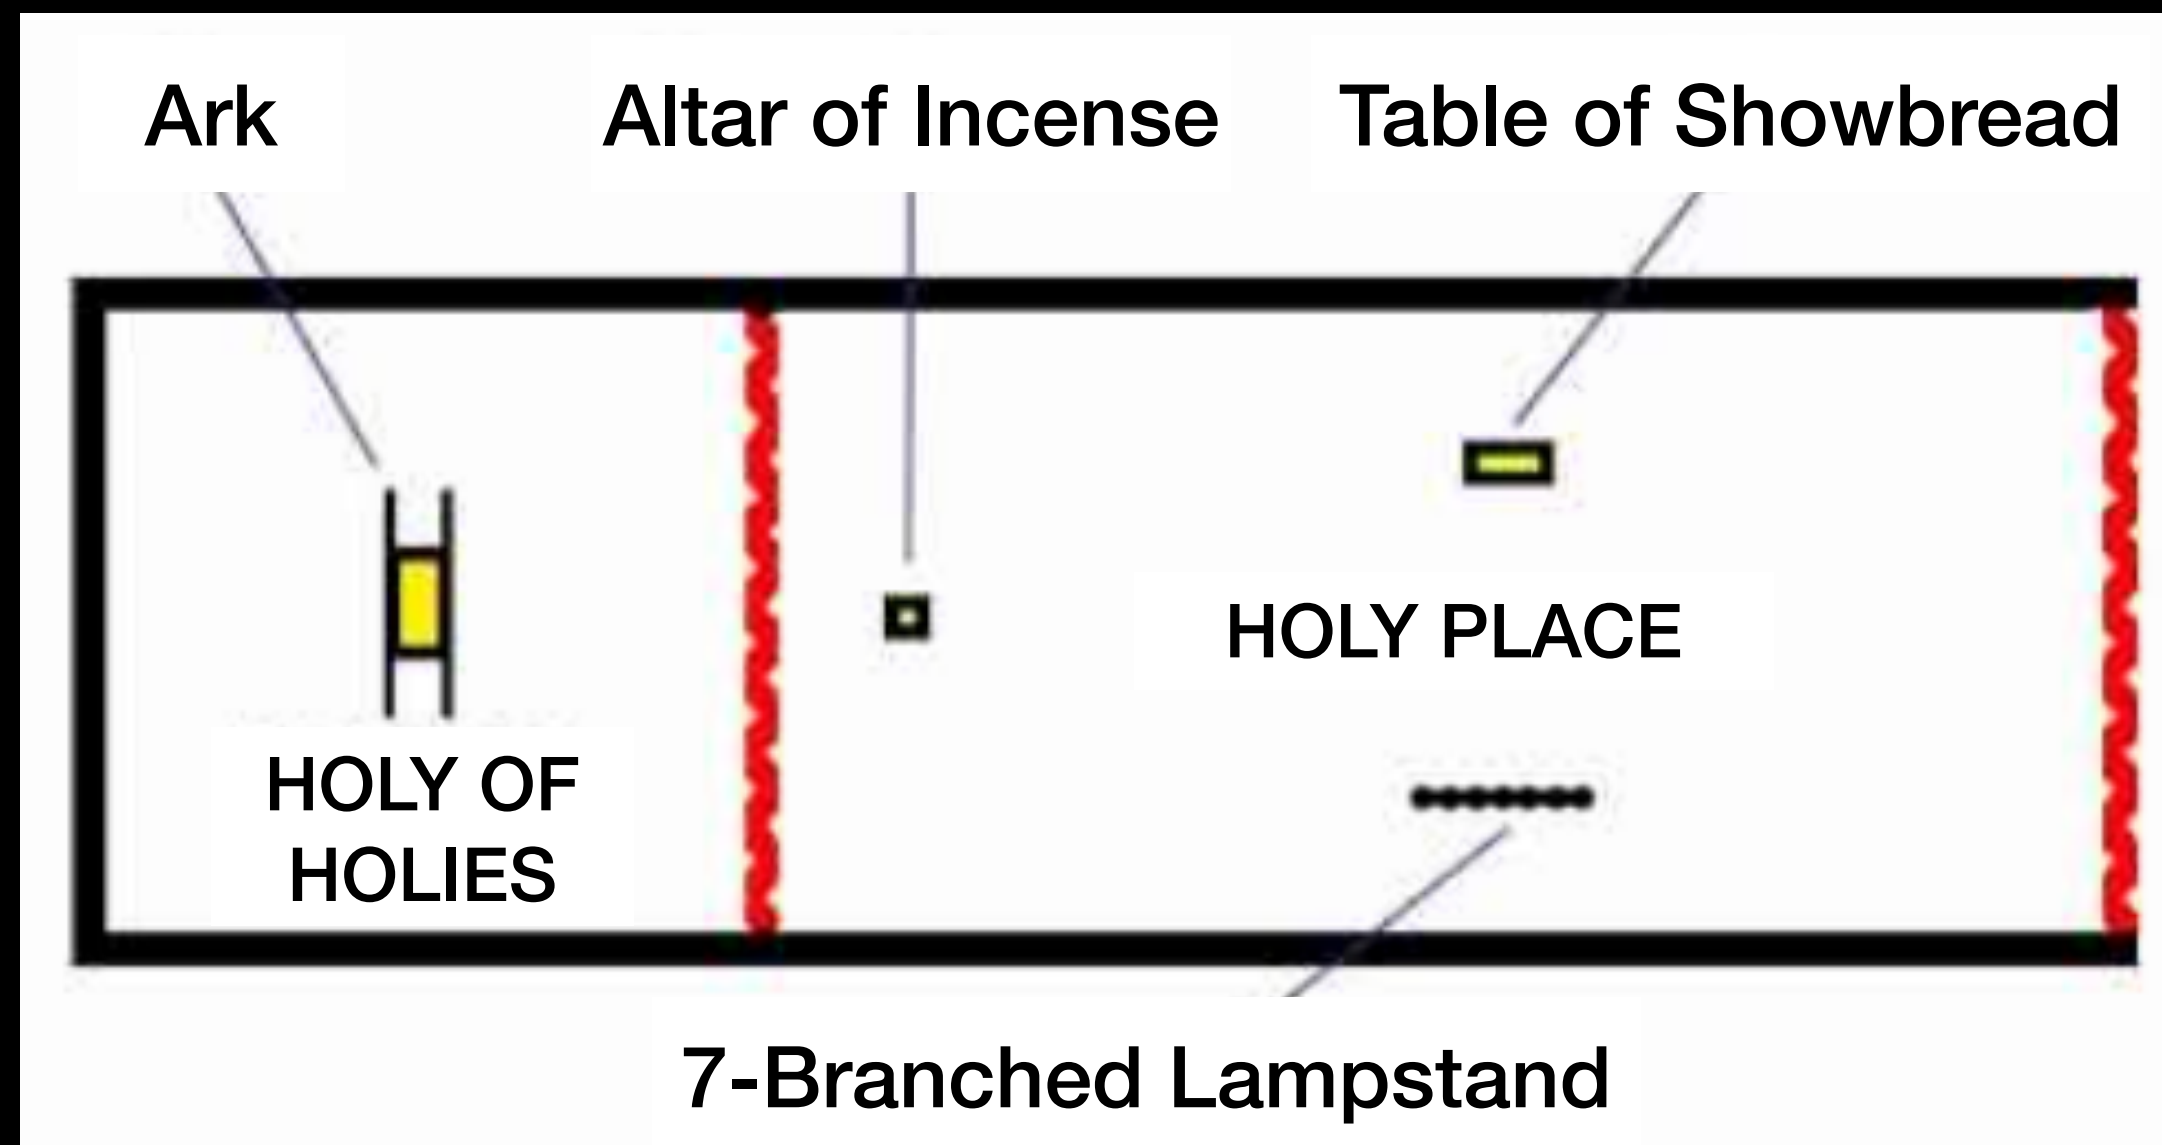 Ark
Altar of Incense
Table of Showbread
HOLY PLACE
HOLY OF
HOLIES
7-Branched Lampstand